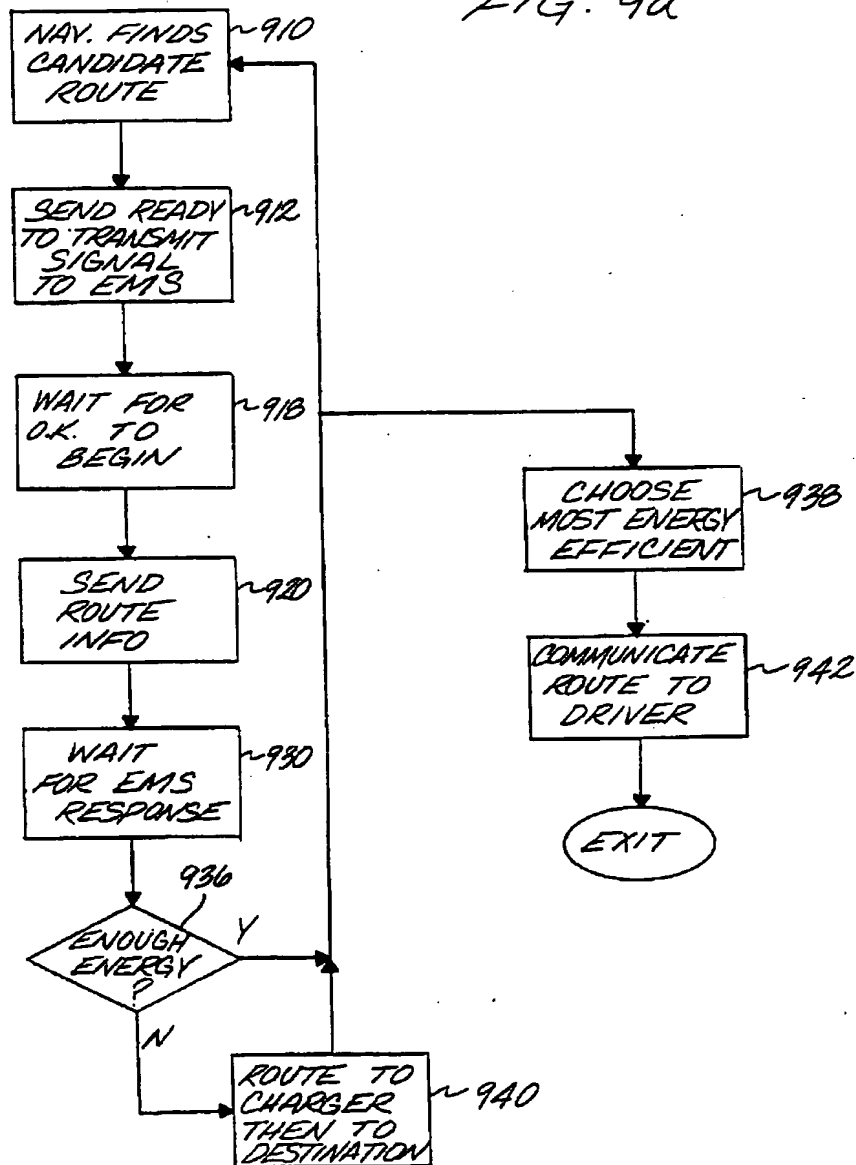 FIG. 9a
NAV. FINDS
CANDIDATE
ROUTE
910
SEND READY
TO TRANSMIT
SIGNAL
TO EMS
912
WAIT FOR
O.K. TO
BEGIN
918
SEND
ROUTE
INFO
920
WAIT
FOR EMS
RESPONSE
930
936
ENOUGH
ENERGY
?
Y
N
ROUTE TO
CHARGER
THEN TO
DESTINATION
940
CHOOSE
MOST ENERGY
EFFICIENT
938
COMMUNICATE
ROUTE TO
DRIVER
942
EXIT